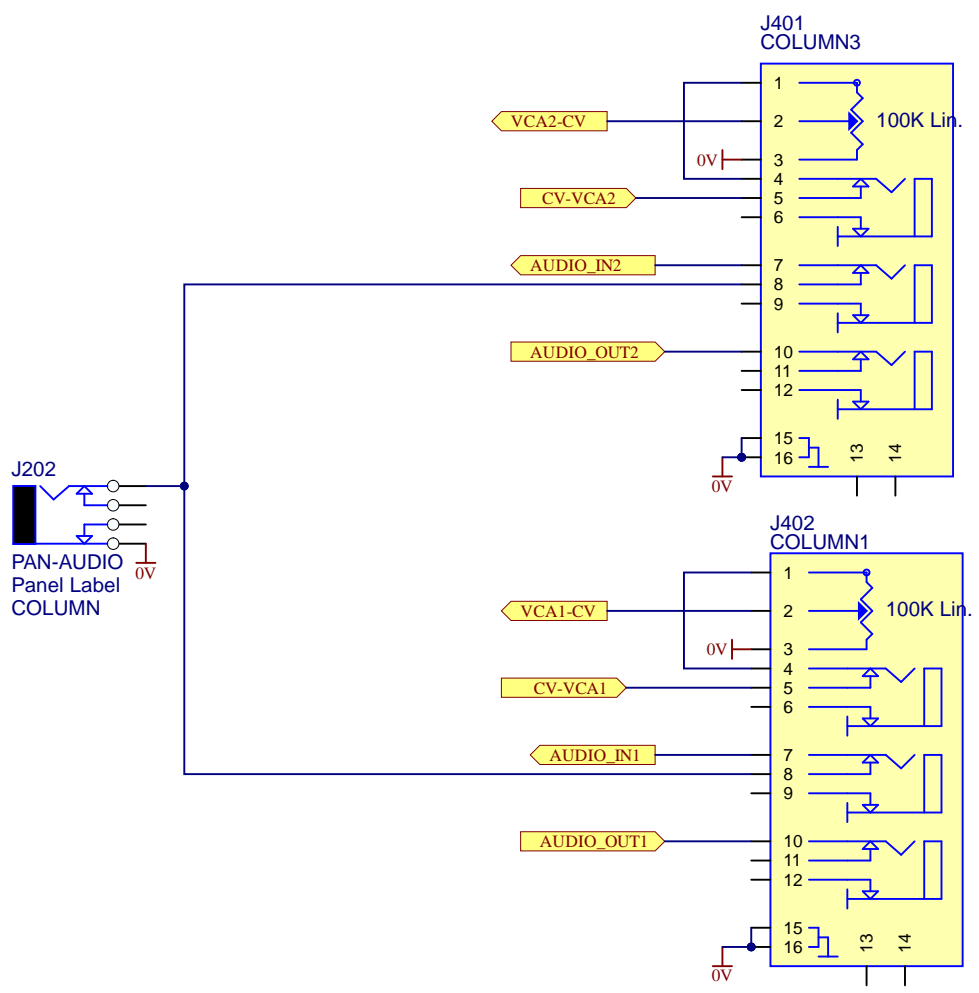 J401
COLUMN3
1
VCA2-CV
2
100K Lin.
0V
3
4
CV-VCA2
5
6
AUDIO_IN2
7
8
9
AUDIO_OUT2
10
11
12
15
16
13
14
0V
J202
PAN-AUDIO
Panel Label
COLUMN
0V
J402
COLUMN1
1
VCA1-CV
2
100K Lin.
0V
3
4
CV-VCA1
5
6
AUDIO_IN1
7
8
9
AUDIO_OUT1
10
11
12
15
16
13
14
0V